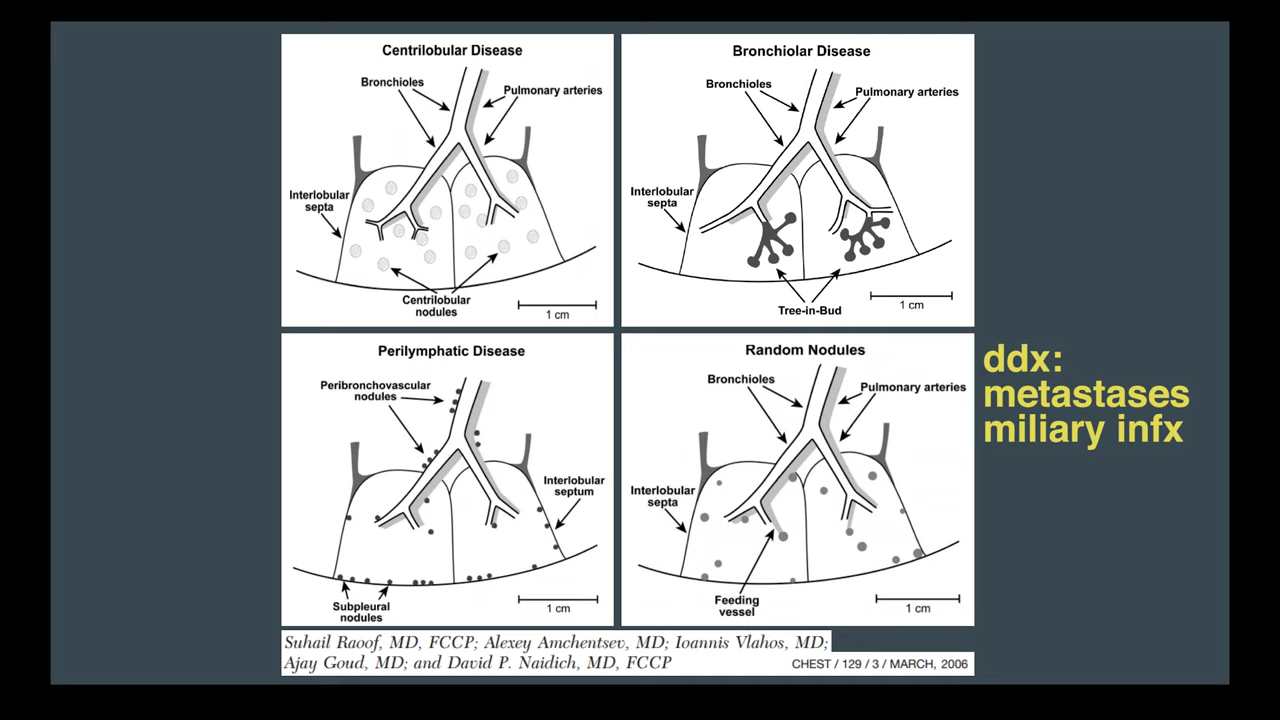 Centrilobular Disease
Bronchioles
Pulmonary arteries
Interlobular
septa
Centrilobular
nodules
1 cm
Bronchiolar Disease
Bronchioles
Pulmonary arteries
Interlobular
septa
Tree-in-Bud
1 cm
Perilymphatic Disease
Peribronchovascular
nodules
Interlobular
septum
Subpleural
nodules
1 cm
Random Nodules
Bronchioles
Pulmonary arteries
Interlobular
septa
Feeding
vessel
1 cm
ddx:
metastases
miliary infx
Suhail Raoof, MD, FCCP; Alexey Amchentsev, MD; Ioannis Vlahos, MD;
Ajay Goud, MD; and David P. Naidich, MD, FCCP
CHEST / 129 / 3 / MARCH, 2006